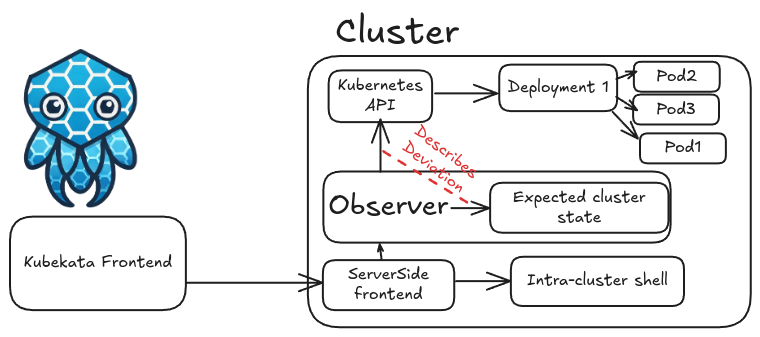 Cluster
Kubernetes
API
Deployment 1
Pod2
Pod3
Pod1
Describes
Deviation
Observer
Expected cluster
state
Kubekata Frontend
ServerSide
frontend
Intra-cluster shell